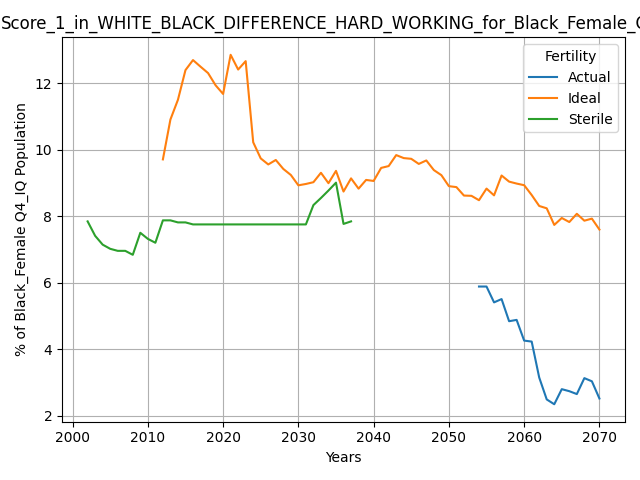 Score_1_in_WHITE_BLACK_DIFFERENCE_HARD_WORKING_for_Black_Female_
Fertility
Actual
Ideal
Sterile
% of Black_Female Q4_IQ Population
12
10
8
6
4
2
2000 2010 2020 2030 2040 2050 2060 2070
Years